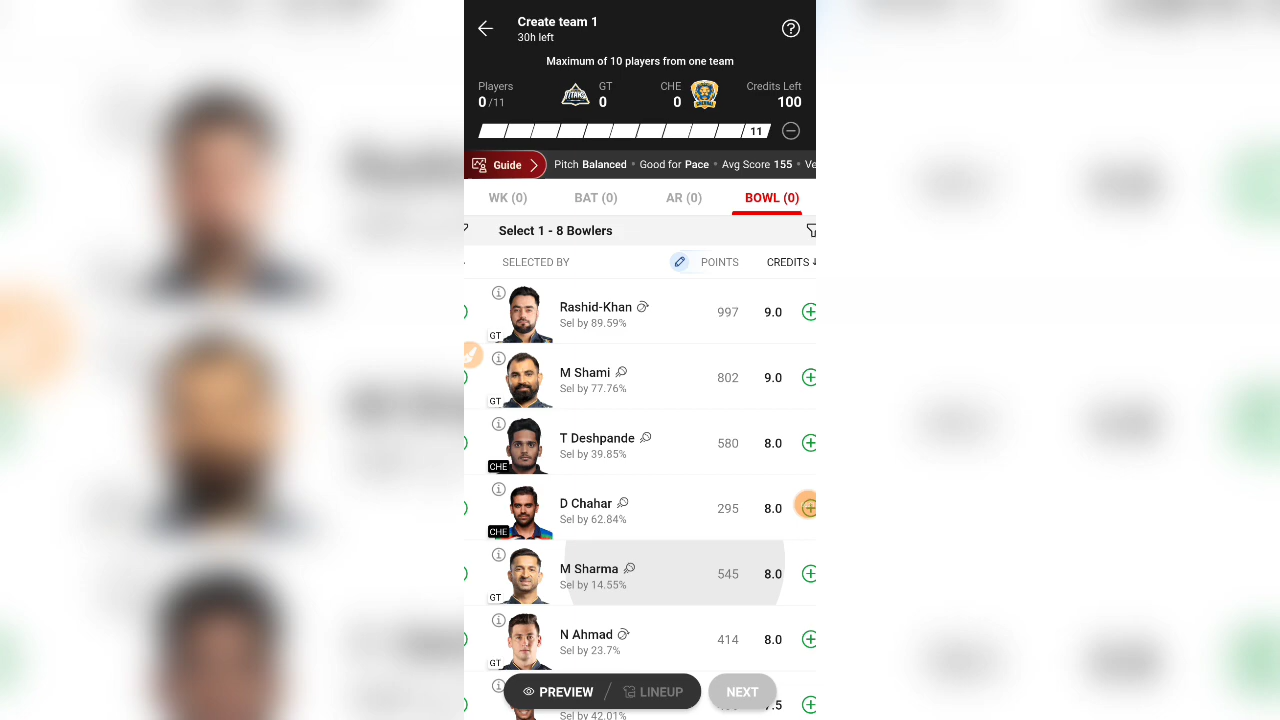 Create team 1
30h left
Maximum of 10 players from one team
Players GT CHE Credits Left
0/11 0 0 100
TITANS
11
Guide Pitch Balanced • Good for Pace • Avg Score 155 • Ve
WK (0) BAT (0) AR (0) BOWL (0)
Select 1 - 8 Bowlers
SELECTED BY POINTS CREDITS
Rashid-Khan 997 9.0
Sel by 89.59%
GT
M Shami 802 9.0
Sel by 77.76%
GT
T Deshpande 580 8.0
Sel by 39.85%
CHE
D Chahar 295 8.0
Sel by 62.84%
CHE
M Sharma 545 8.0
Sel by 14.55%
GT
N Ahmad 414 8.0
Sel by 23.7%
GT
PREVIEW LINEUP NEXT
.5
Sel by 42.01%